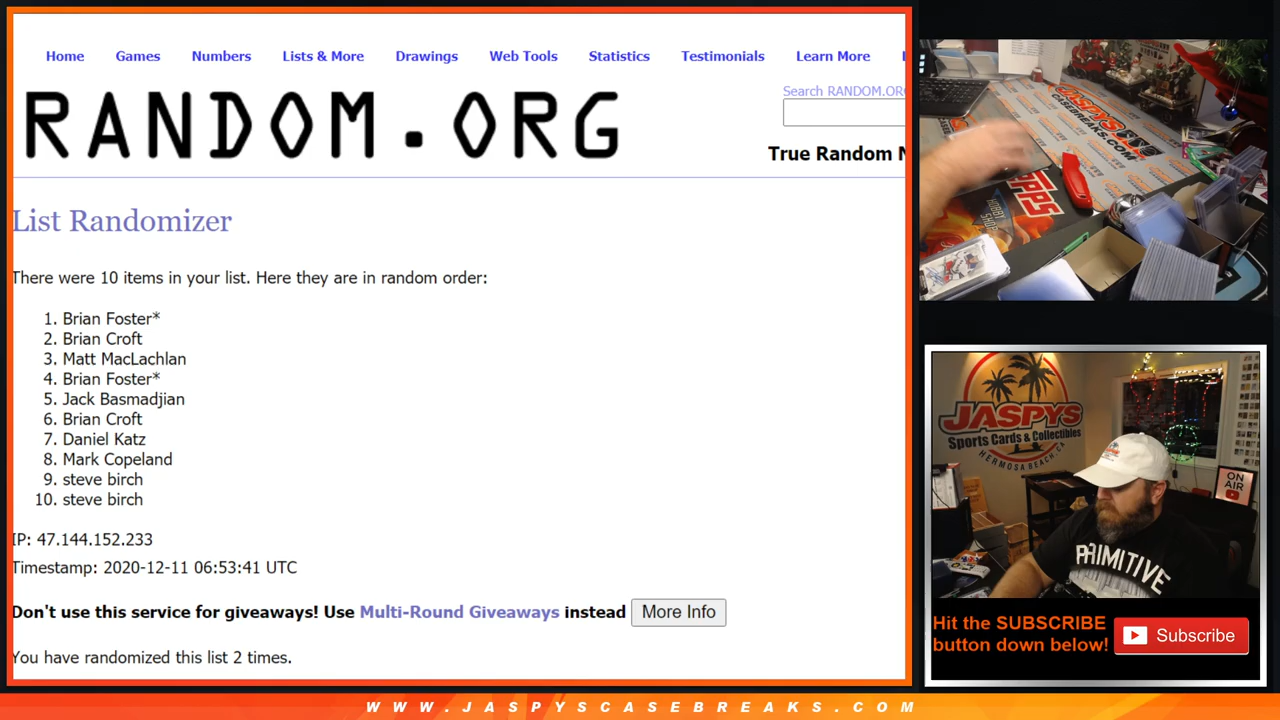 Home Games Numbers Lists & More Drawings Web Tools Statistics Testimonials Learn More
Search RANDOM.ORG
RANDOM.ORG
True Random N
List Randomizer
There were 10 items in your list. Here they are in random order:
1. Brian Foster*
2. Brian Croft
3. Matt MacLachlan
4. Brian Foster*
5. Jack Basmadjian
6. Brian Croft
7. Daniel Katz
8. Mark Copeland
9. steve birch
10. steve birch
IP: 47.144.152.233
Timestamp: 2020-12-11 06:53:41 UTC
Don't use this service for giveaways! Use Multi-Round Giveaways instead More Info
You have randomized this list 2 times.
JASPYS
CASEBREAKS.COM
TOPPS
HOBBY
SHOP
JASPYS
Sports Cards & Collectibles
HERMOSA BEACH, CA
ON
AIR
PRIMITIVE
Hit the SUBSCRIBE
button down below!
Subscribe
WWW.JASPYSCASEBREAKS.COM